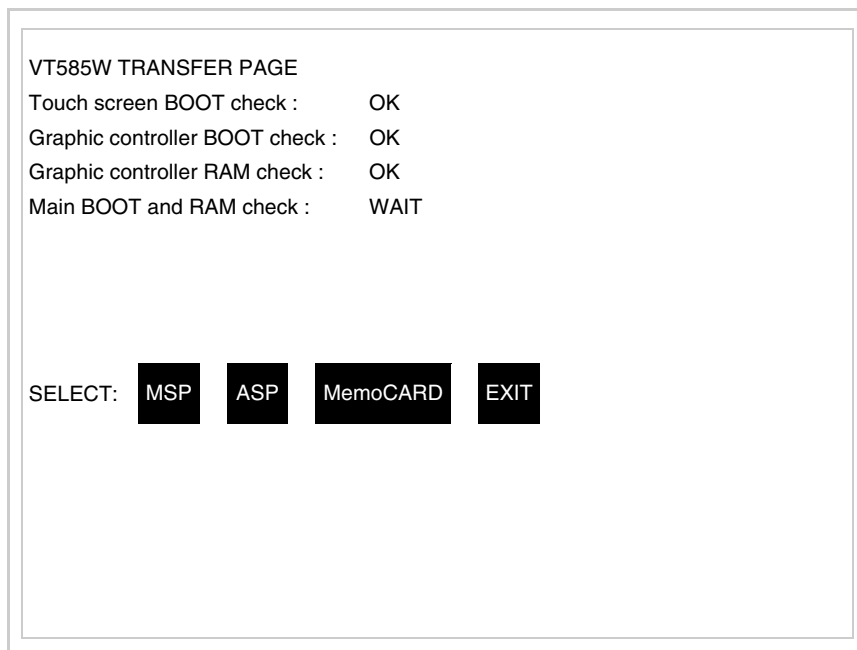 VT585W TRANSFER PAGE
Touch screen BOOT check : OK
Graphic controller BOOT check : OK
Graphic controller RAM check : OK
Main BOOT and RAM check : WAIT
SELECT: MSP ASP MemoCARD EXIT